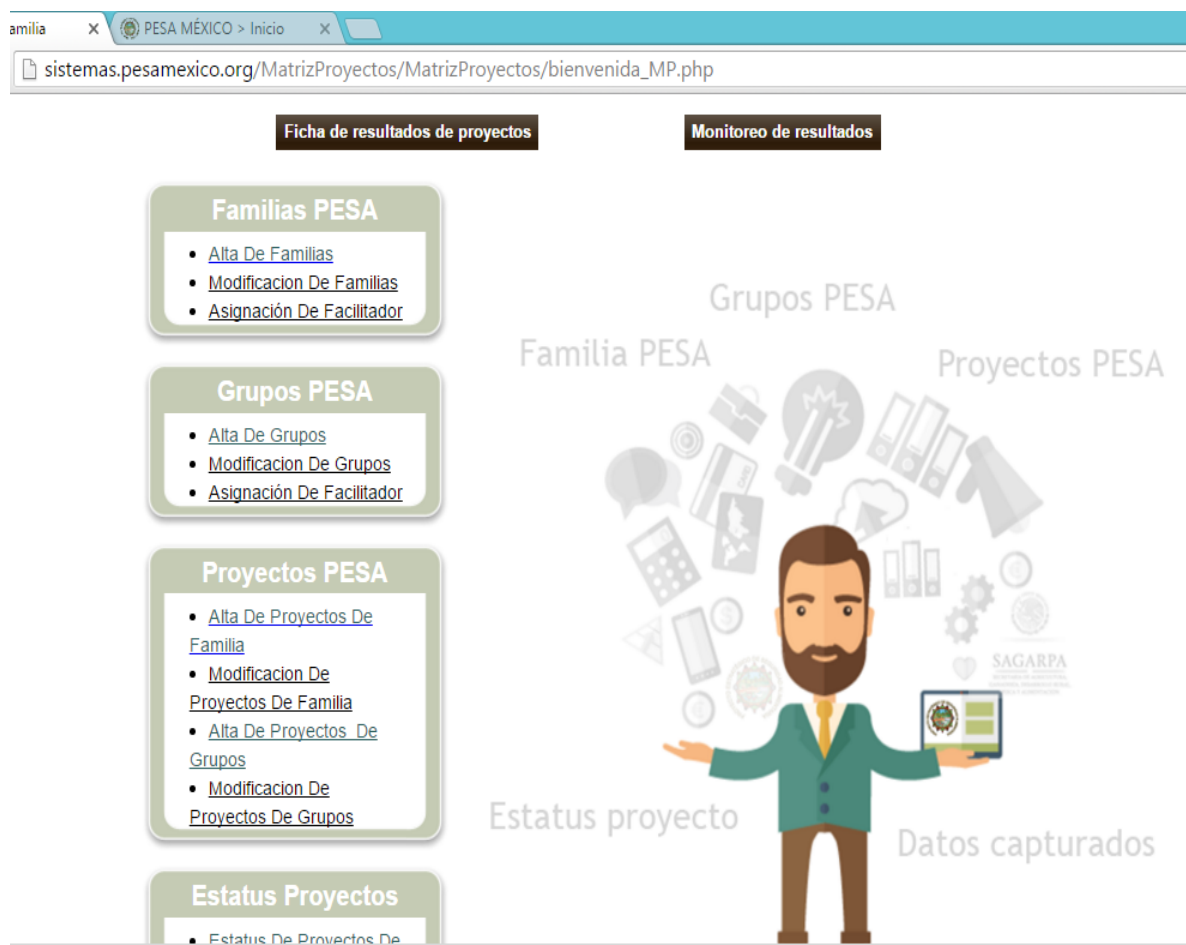 amilia
PESA MÉXICO > Inicio
sistemas.pesamexico.org/MatrizProyectos/MatrizProyectos/bienvenida_MP.php
Ficha de resultados de proyectos
Monitoreo de resultados
Familias PESA
Alta De Familias
Modificacion De Familias
Asignación De Facilitador
Grupos PESA
Alta De Grupos
Modificacion De Grupos
Asignación De Facilitador
Proyectos PESA
Alta De Proyectos De
Familia
Modificacion De
Proyectos De Familia
Alta De Proyectos De
Grupos
Modificacion De
Proyectos De Grupos
Estatus Proyectos
Estatus De Proyectos De
Grupos PESA
Familia PESA
Proyectos PESA
SAGARPA
Estatus proyecto
Datos capturados